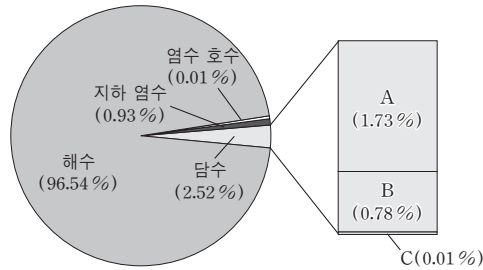 염수 호수
(0.01%)
지하 염수
(0.93%)
해수
(96.54%)
담수
(2.52%)
A
(1.73%)
B
(0.78%)
C(0.01%)